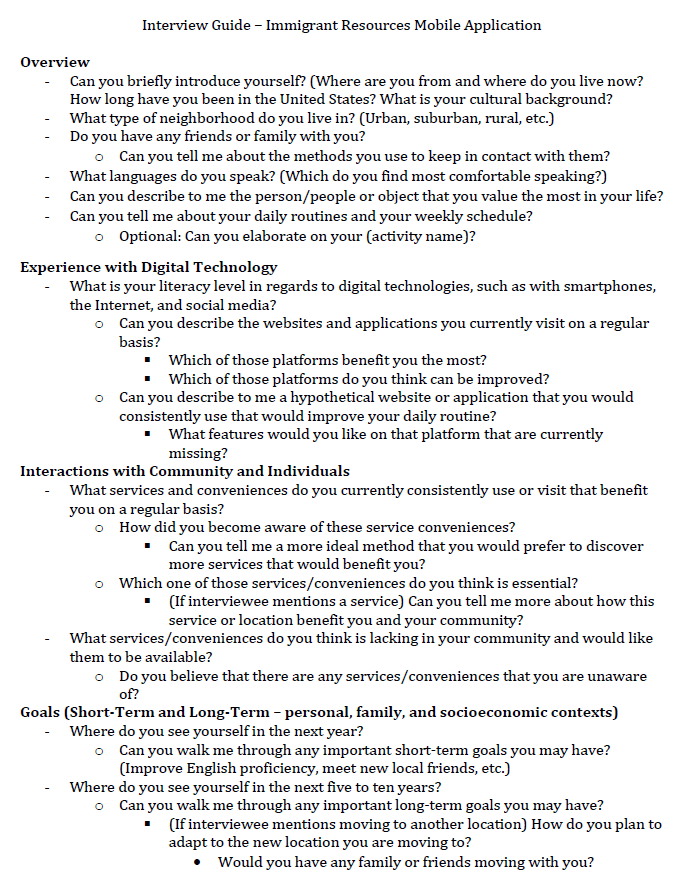 Interview Guide – Immigrant Resources Mobile Application
Overview
- Can you briefly introduce yourself? (Where are you from and where do you live now?
How long have you been in the United States? What is your cultural background?
- What type of neighborhood do you live in? (Urban, suburban, rural, etc.)
- Do you have any friends or family with you?
o Can you tell me about the methods you use to keep in contact with them?
- What languages do you speak? (Which do you find most comfortable speaking?)
- Can you describe to me the person/people or object that you value the most in your life?
- Can you tell me about your daily routines and your weekly schedule?
o Optional: Can you elaborate on your (activity name)?
Experience with Digital Technology
- What is your literacy level in regards to digital technologies, such as with smartphones,
the Internet, and social media?
o Can you describe the websites and applications you currently visit on a regular
basis?
▪ Which of those platforms benefit you the most?
▪ Which of those platforms do you think can be improved?
o Can you describe to me a hypothetical website or application that you would
consistently use that would improve your daily routine?
▪ What features would you like on that platform that are currently
missing?
Interactions with Community and Individuals
- What services and conveniences do you currently consistently use or visit that benefit
you on a regular basis?
o How did you become aware of these service conveniences?
▪ Can you tell me a more ideal method that you would prefer to discover
more services that would benefit you?
o Which one of those services/conveniences do you think is essential?
▪ (If interviewee mentions a service) Can you tell me more about how this
service or location benefit you and your community?
- What services/conveniences do you think is lacking in your community and would like
them to be available?
o Do you believe that there are any services/conveniences that you are unaware
of?
Goals (Short-Term and Long-Term – personal, family, and socioeconomic contexts)
- Where do you see yourself in the next year?
o Can you walk me through any important short-term goals you may have?
(Improve English proficiency, meet new local friends, etc.)
- Where do you see yourself in the next five to ten years?
o Can you walk me through any important long-term goals you may have?
▪ (If interviewee mentions moving to another location) How do you plan to
adapt to the new location you are moving to?
• Would you have any family or friends moving with you?